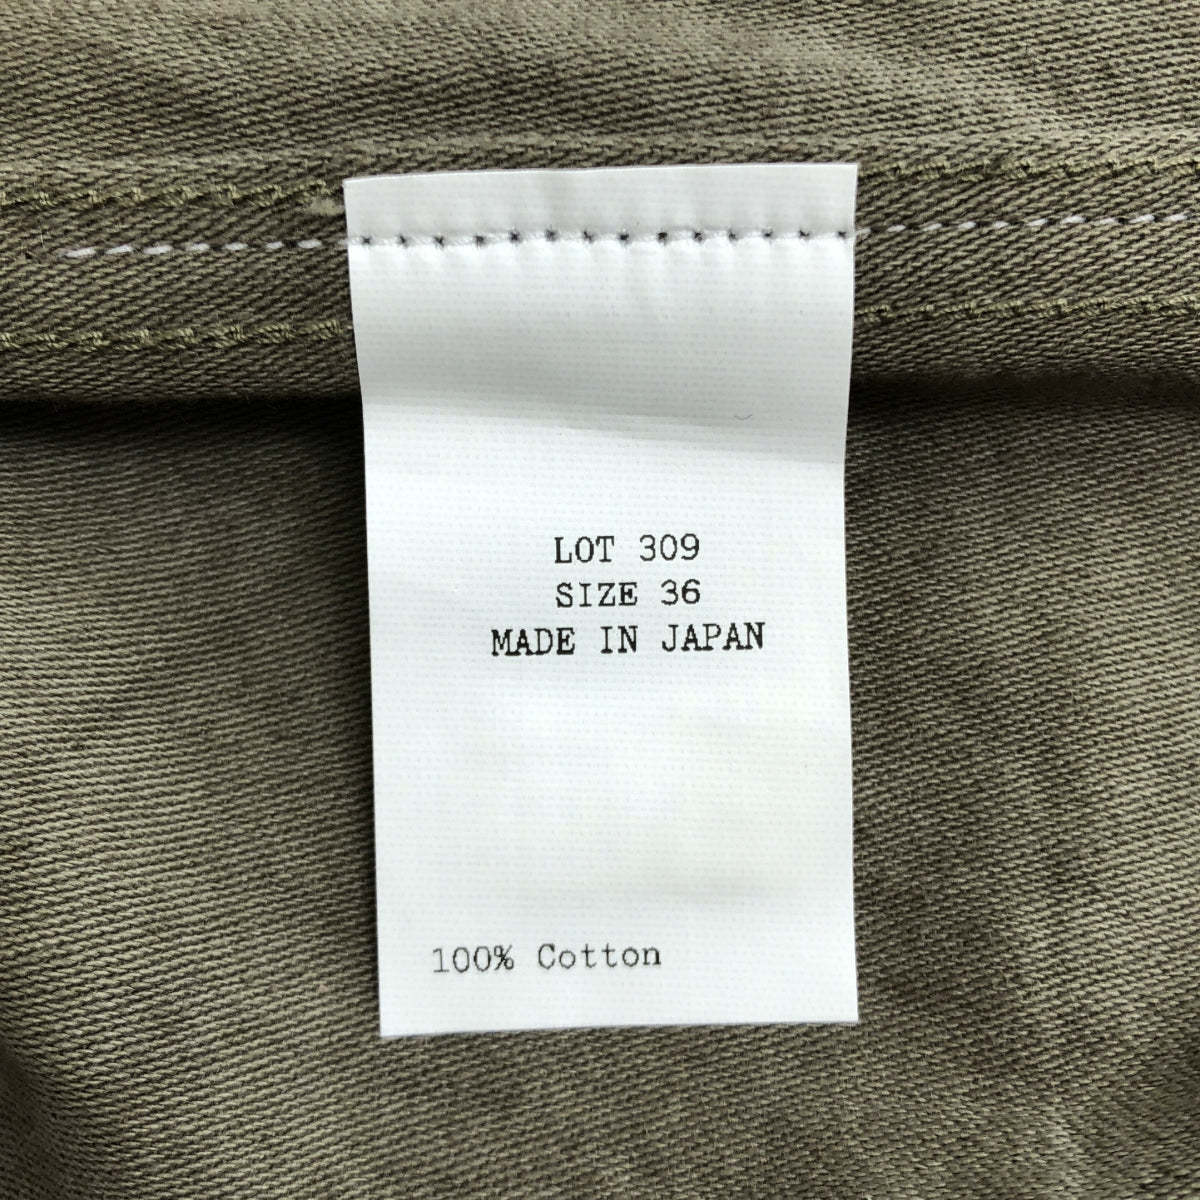 LOT 309
SIZE 36
MADE IN JAPAN
100% Cotton